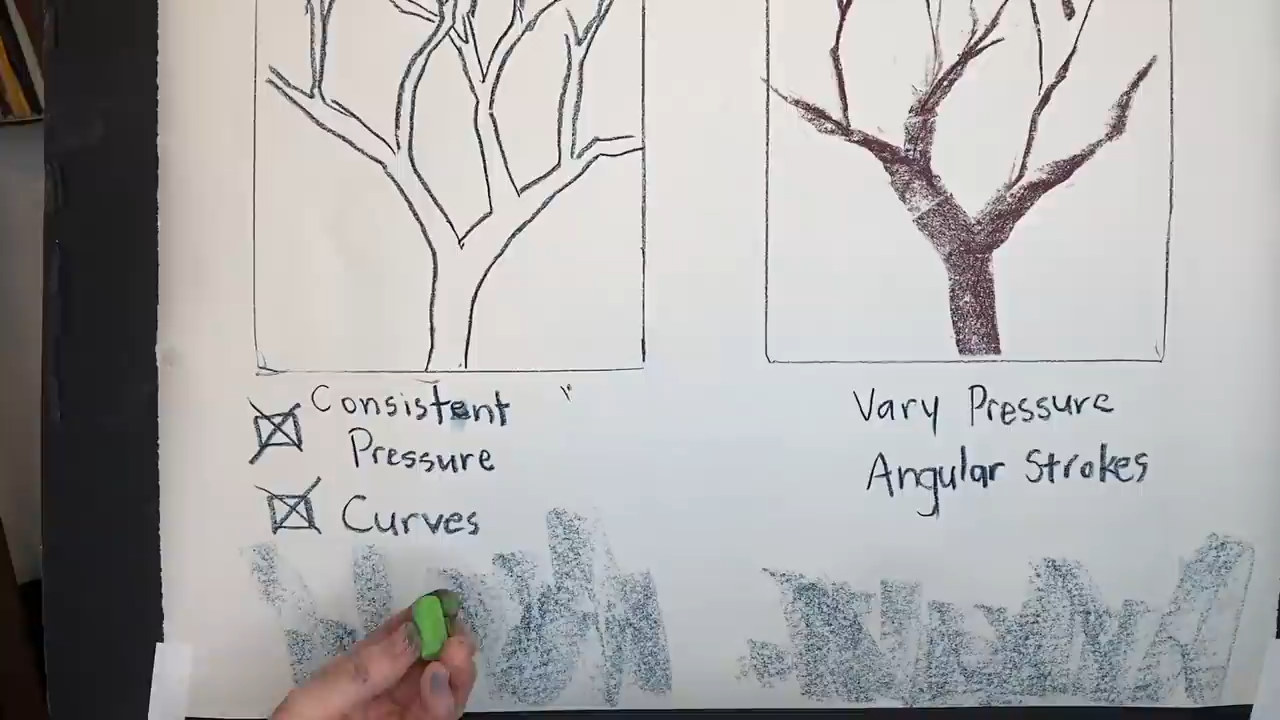 Consistent
Pressure
Curves
Vary Pressure
Angular Strokes